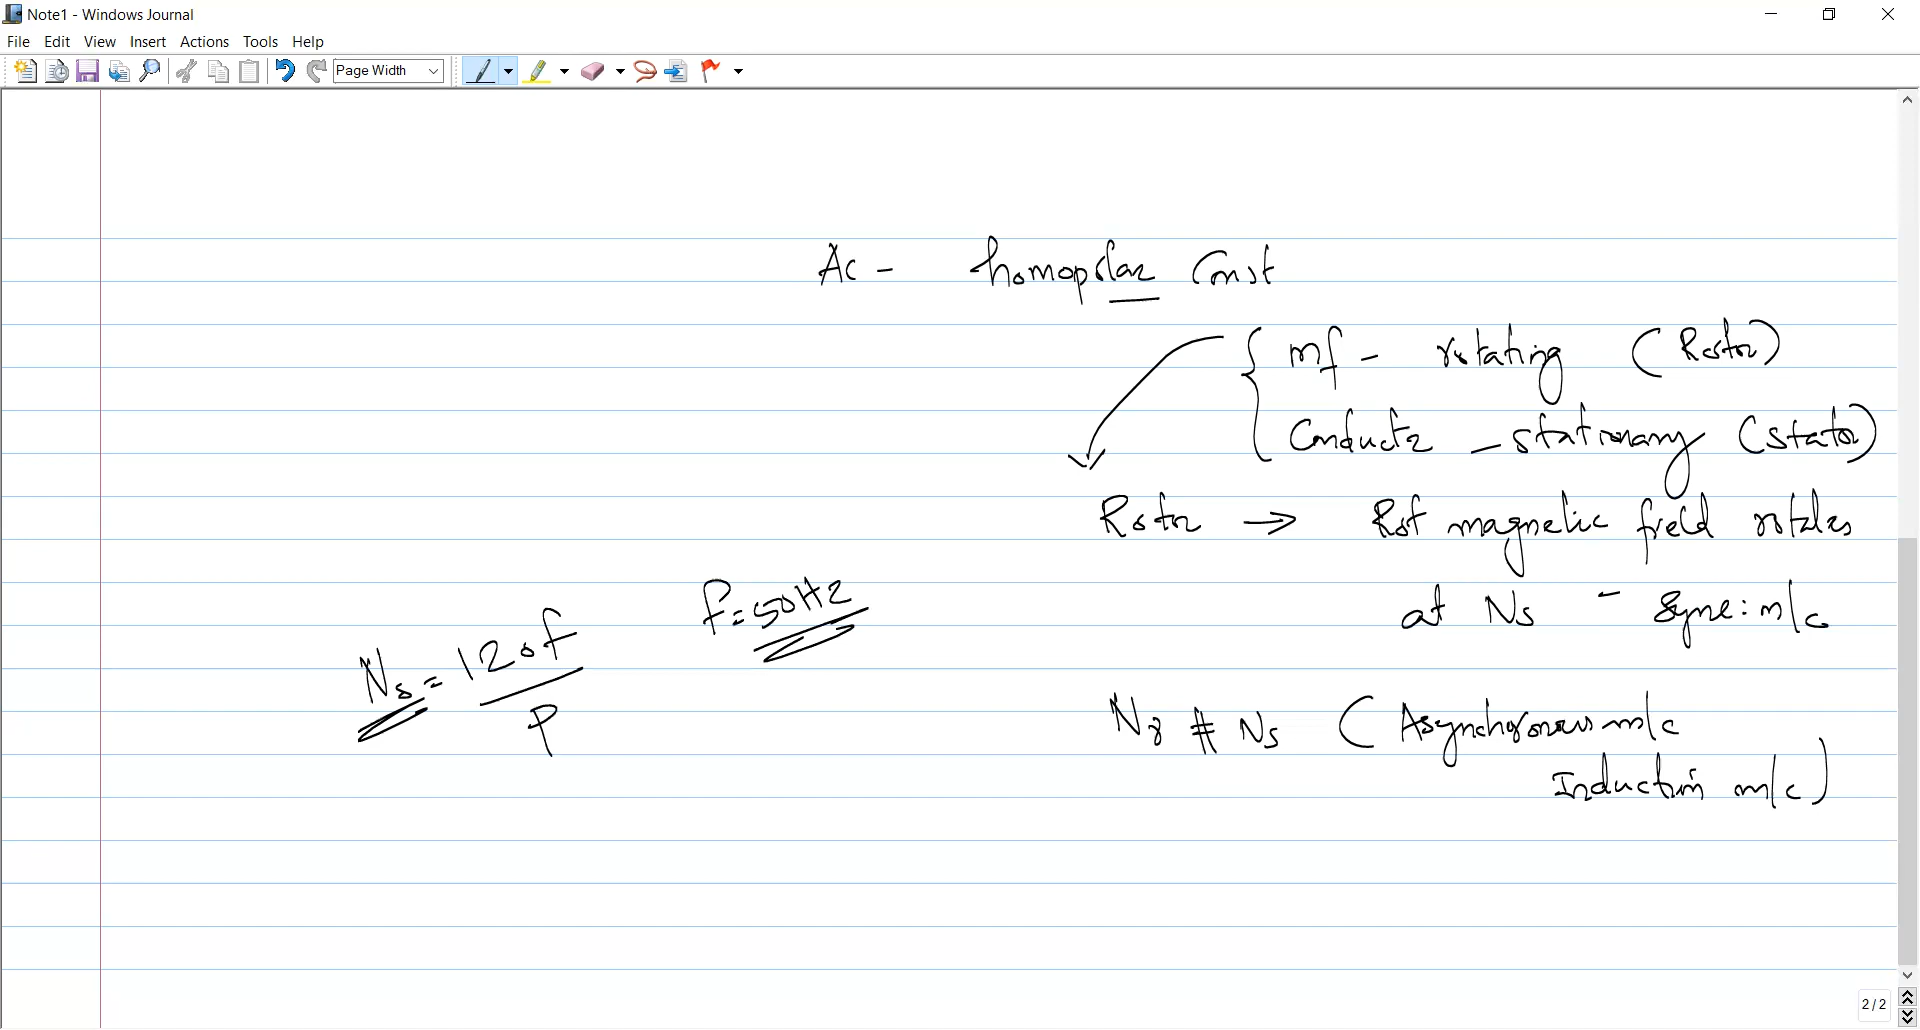 Note1 - Windows Journal
File Edit View Insert Actions Tools Help
Page Width
Ac - homopolar Const
{ mf - rotating (Rotor)
Conductor - stationary (stator)
Rotor → Rot magnetic field rotates
at Ns - Sync: m/c
f = 50Hz
Ns = 120f
P
Nr ≠ Ns ( Asynchoronous m/c
Induction m/c )
2 / 2